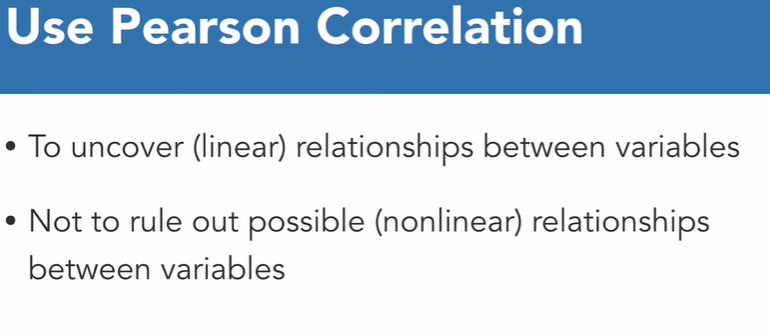 Use Pearson Correlation
• To uncover (linear) relationships between variables
• Not to rule out possible (nonlinear) relationships
between variables